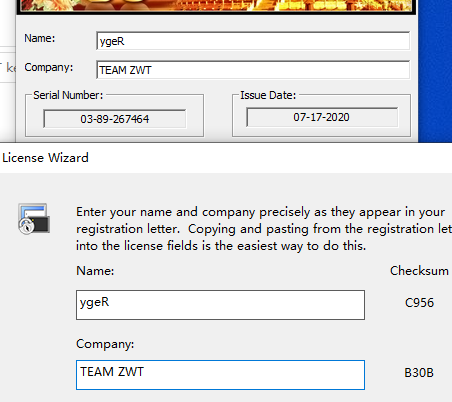 Name:
ygeR
Company:
TEAM ZWT
Serial Number:
Issue Date:
03-89-267464
07-17-2020
License Wizard
Enter your name and company precisely as they appear in your
registration letter. Copying and pasting from the registration let
into the license fields is the easiest way to do this.
Name:
Checksum
ygeR
C956
Company:
TEAM ZWT
B30B